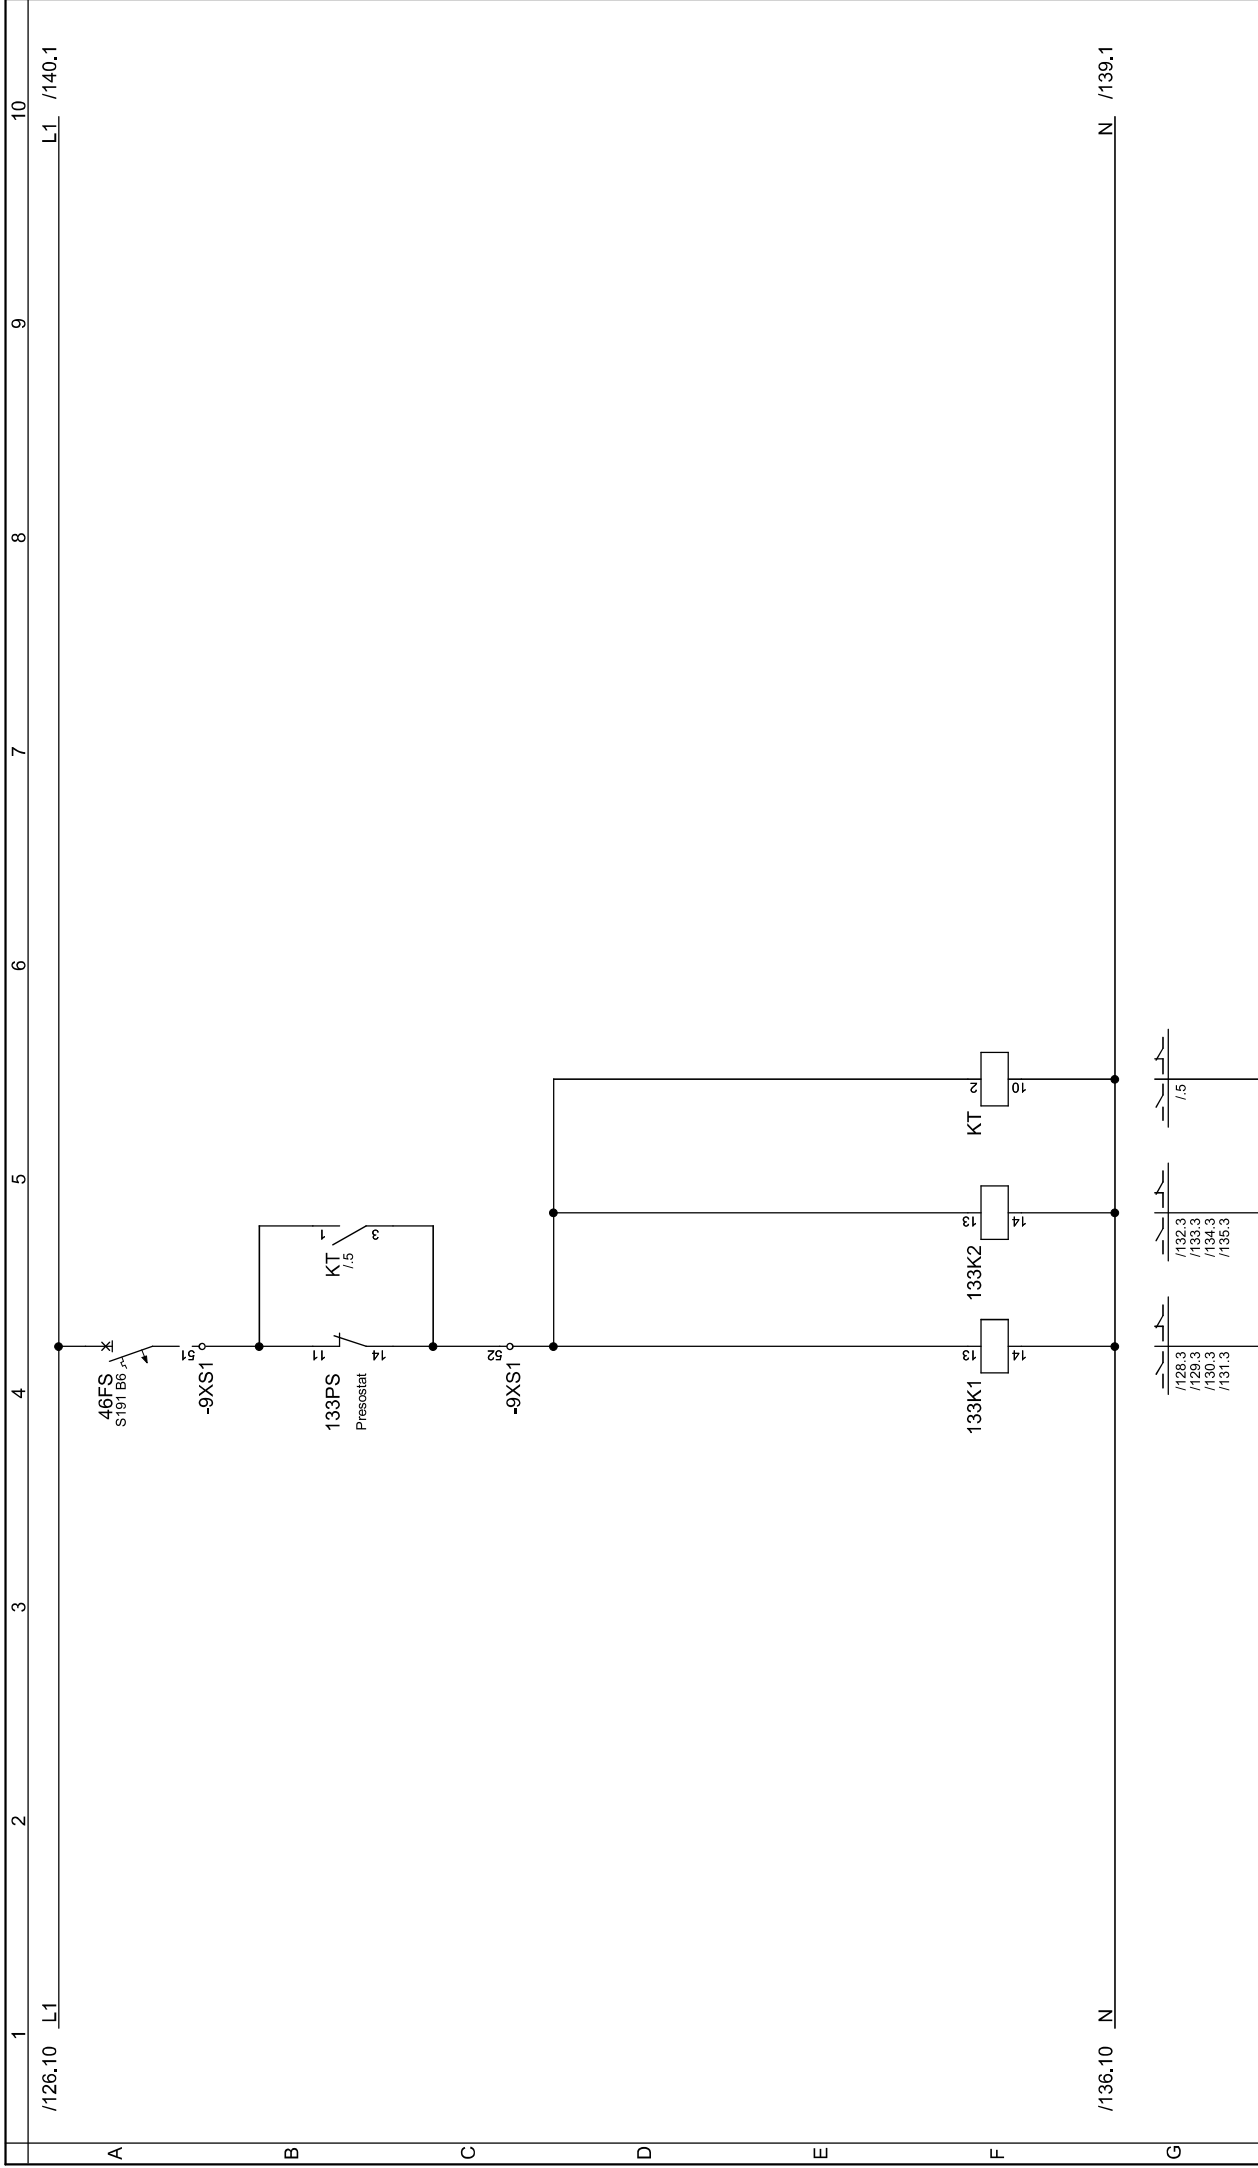 1 2 3 4 5 6 7 8 9 10
/126.10 L1
L1 /140.1
A
46FS
S191 B6
51
-9XS1
B
11
133PS
14
Presostat
1
KT
/.5
3
C
52
-9XS1
D
E
F
13
133K1
14
13
133K2
14
2
KT
10
/136.10 N
N /139.1
G
/128.3
/129.3
/130.3
/131.3
/132.3
/133.3
/134.3
/135.3
/.5